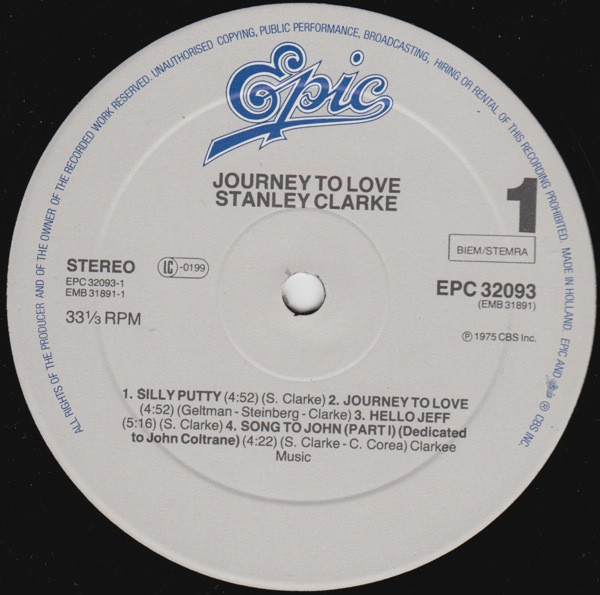 ALL RIGHTS OF THE PRODUCER AND OF THE OWNER OF THE RECORDED WORK RESERVED. UNAUTHORISED COPYING, PUBLIC PERFORMANCE, BROADCASTING, HIRING OR RENTAL OF THIS RECORDING PROHIBITED. MADE IN HOLLAND. EPIC AND ℗ CBS INC.
Epic
JOURNEY TO LOVE
STANLEY CLARKE
1
BIEM/STEMRA
STEREO
LC-0199
EPC 32093-1
EMB 31891-1
33⅓ RPM
EPC 32093
(EMB 31891)
℗ 1975 CBS Inc.
1. SILLY PUTTY (4:52) (S. Clarke) 2. JOURNEY TO LOVE
(4:52) (Geltman - Steinberg - Clarke) 3. HELLO JEFF
(5:16) (S. Clarke) 4. SONG TO JOHN (PART I) (Dedicated
to John Coltrane) (4:22) (S. Clarke - C. Corea) Clarkee
Music